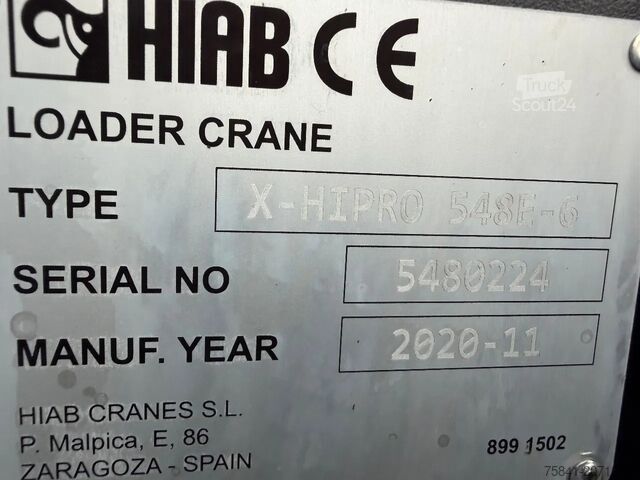 HIAB CE
Truck
Scout24
LOADER CRANE
TYPE X-HIPRO 548E-6
SERIAL NO 5480224
MANUF. YEAR 2020-11
HIAB CRANES S.L.
P. Malpica, E, 86
ZARAGOZA - SPAIN
899 1502